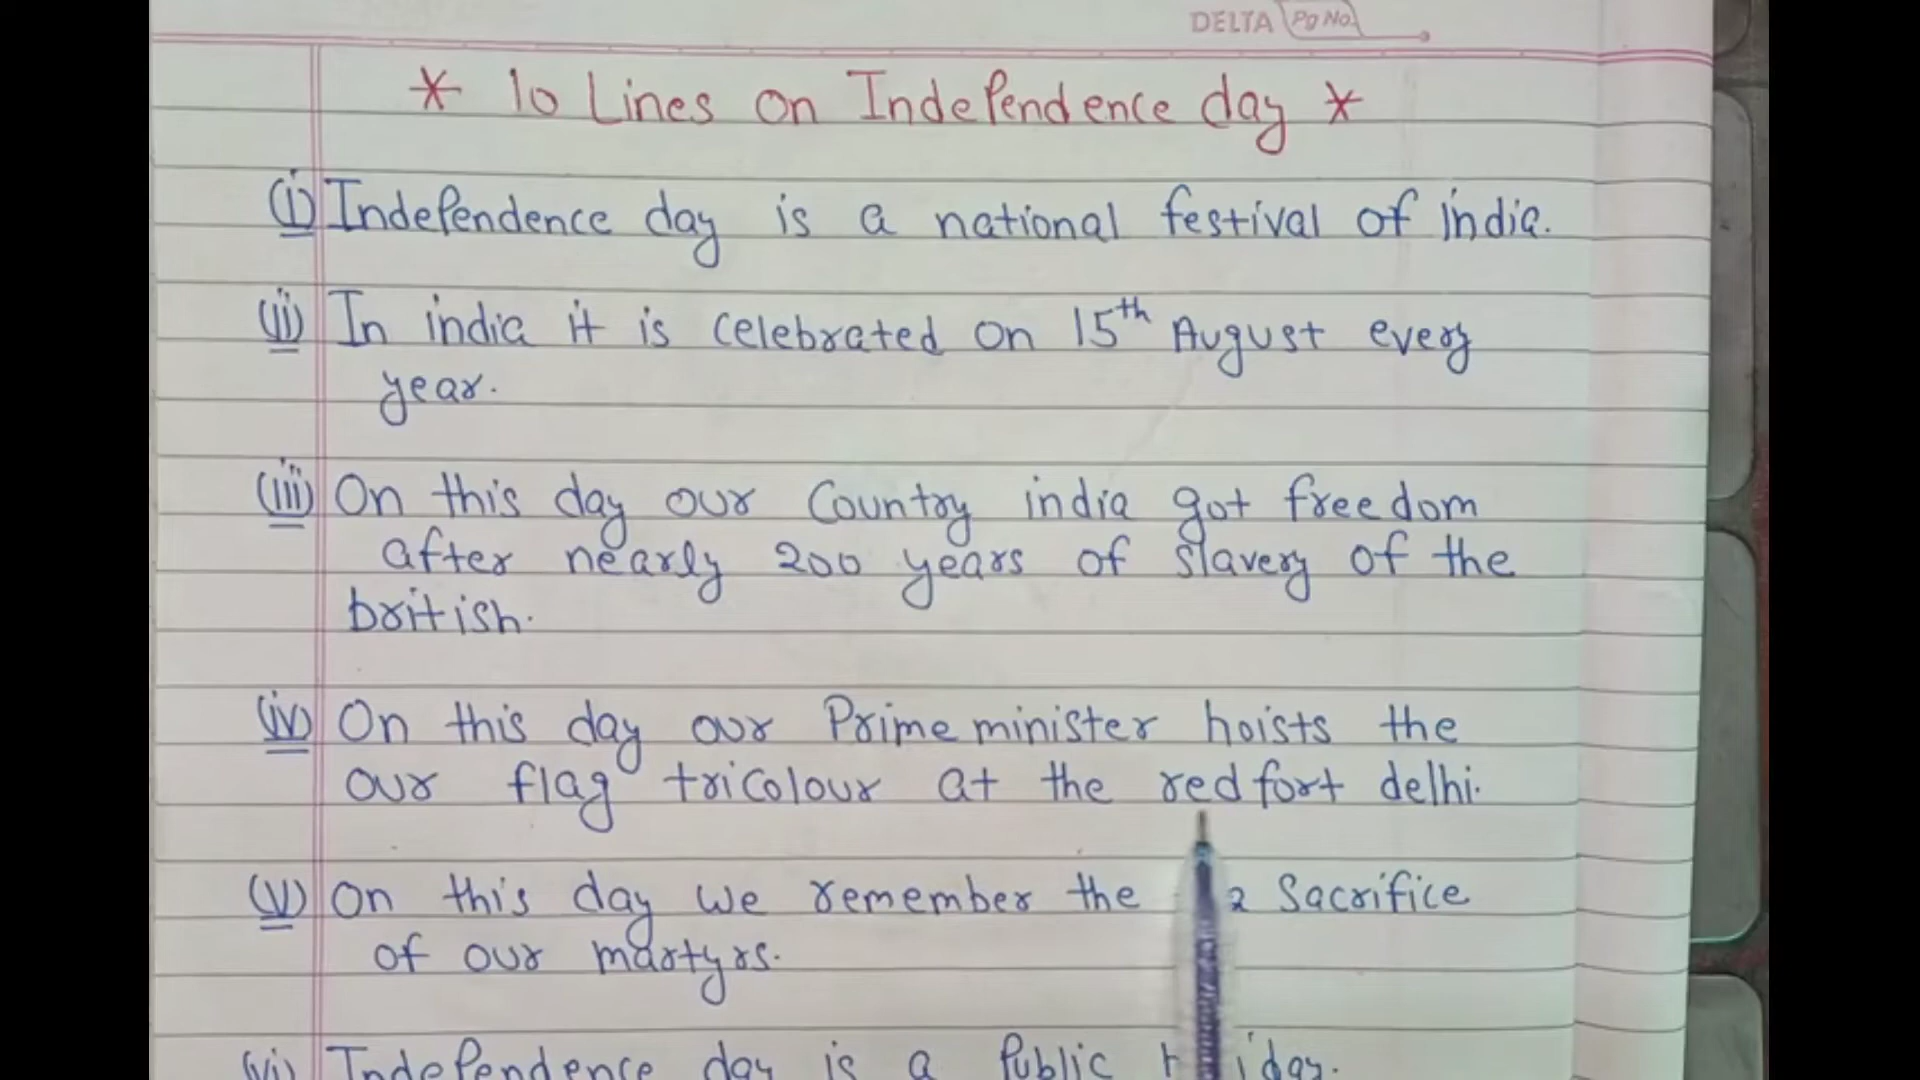 DELTA Pg No.
* 10 Lines on Independence day *
(i) Independence day is a national festival of india.
(ii) In india it is celebrated on 15th August every
year.
(iii) On this day our Country india got freedom
after nearly 200 years of slavery of the
british.
(iv) On this day our Prime minister hoists the
our flag tricolour at the red fort delhi.
(v) On this day we remember the Sacrifice
of our martyrs.
(vi) Independence day is a Public